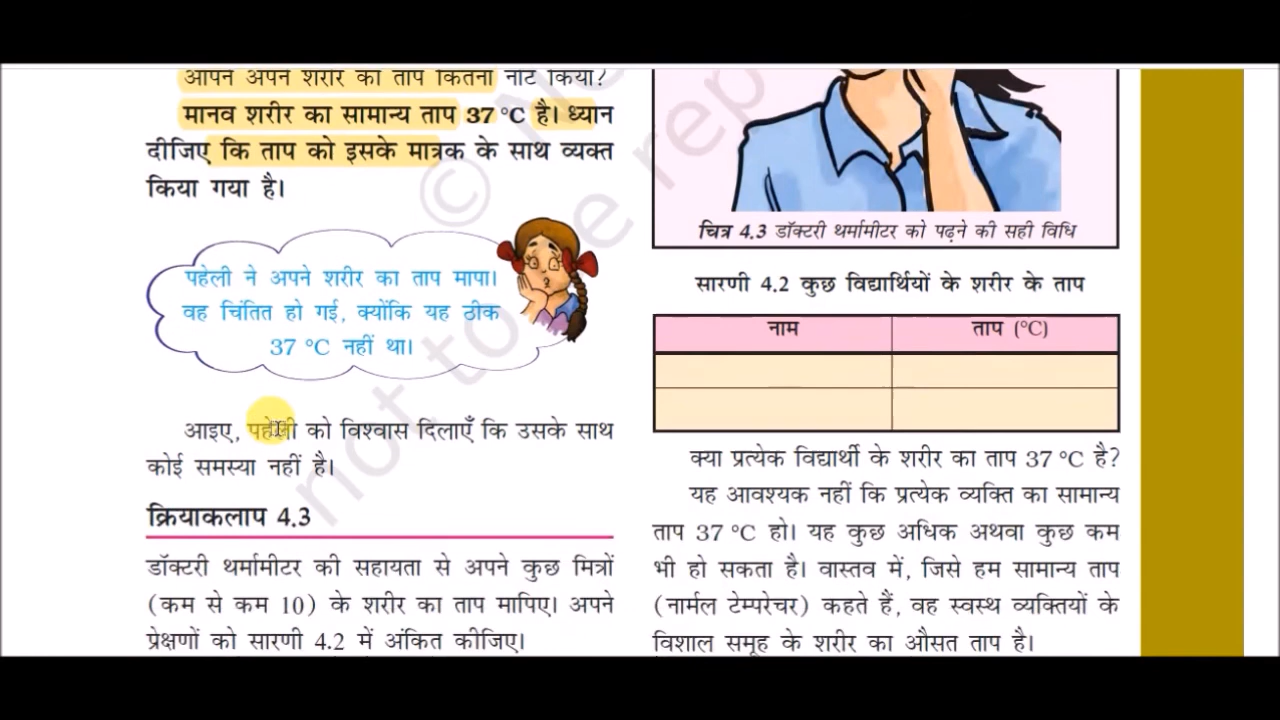 आपने अपने शरीर का ताप कितना नोट किया?
मानव शरीर का सामान्य ताप 37 °C है। ध्यान
दीजिए कि ताप को इसके मात्रक के साथ व्यक्त
किया गया है।
पहेली ने अपने शरीर का ताप मापा।
वह चिंतित हो गई, क्योंकि यह ठीक
37 °C नहीं था।
आइए, पहेली को विश्वास दिलाएँ कि उसके साथ
कोई समस्या नहीं है।
क्रियाकलाप 4.3
डॉक्टरी थर्मामीटर की सहायता से अपने कुछ मित्रों
(कम से कम 10) के शरीर का ताप मापिए। अपने
प्रेक्षणों को सारणी 4.2 में अंकित कीजिए।
चित्र 4.3 डॉक्टरी थर्मामीटर को पढ़ने की सही विधि
सारणी 4.2 कुछ विद्यार्थियों के शरीर के ताप
नाम ताप (°C)
क्या प्रत्येक विद्यार्थी के शरीर का ताप 37 °C है?
यह आवश्यक नहीं कि प्रत्येक व्यक्ति का सामान्य
ताप 37 °C हो। यह कुछ अधिक अथवा कुछ कम
भी हो सकता है। वास्तव में, जिसे हम सामान्य ताप
(नार्मल टेम्परेचर) कहते हैं, वह स्वस्थ व्यक्तियों के
विशाल समूह के शरीर का औसत ताप है।
© N
not to be rep